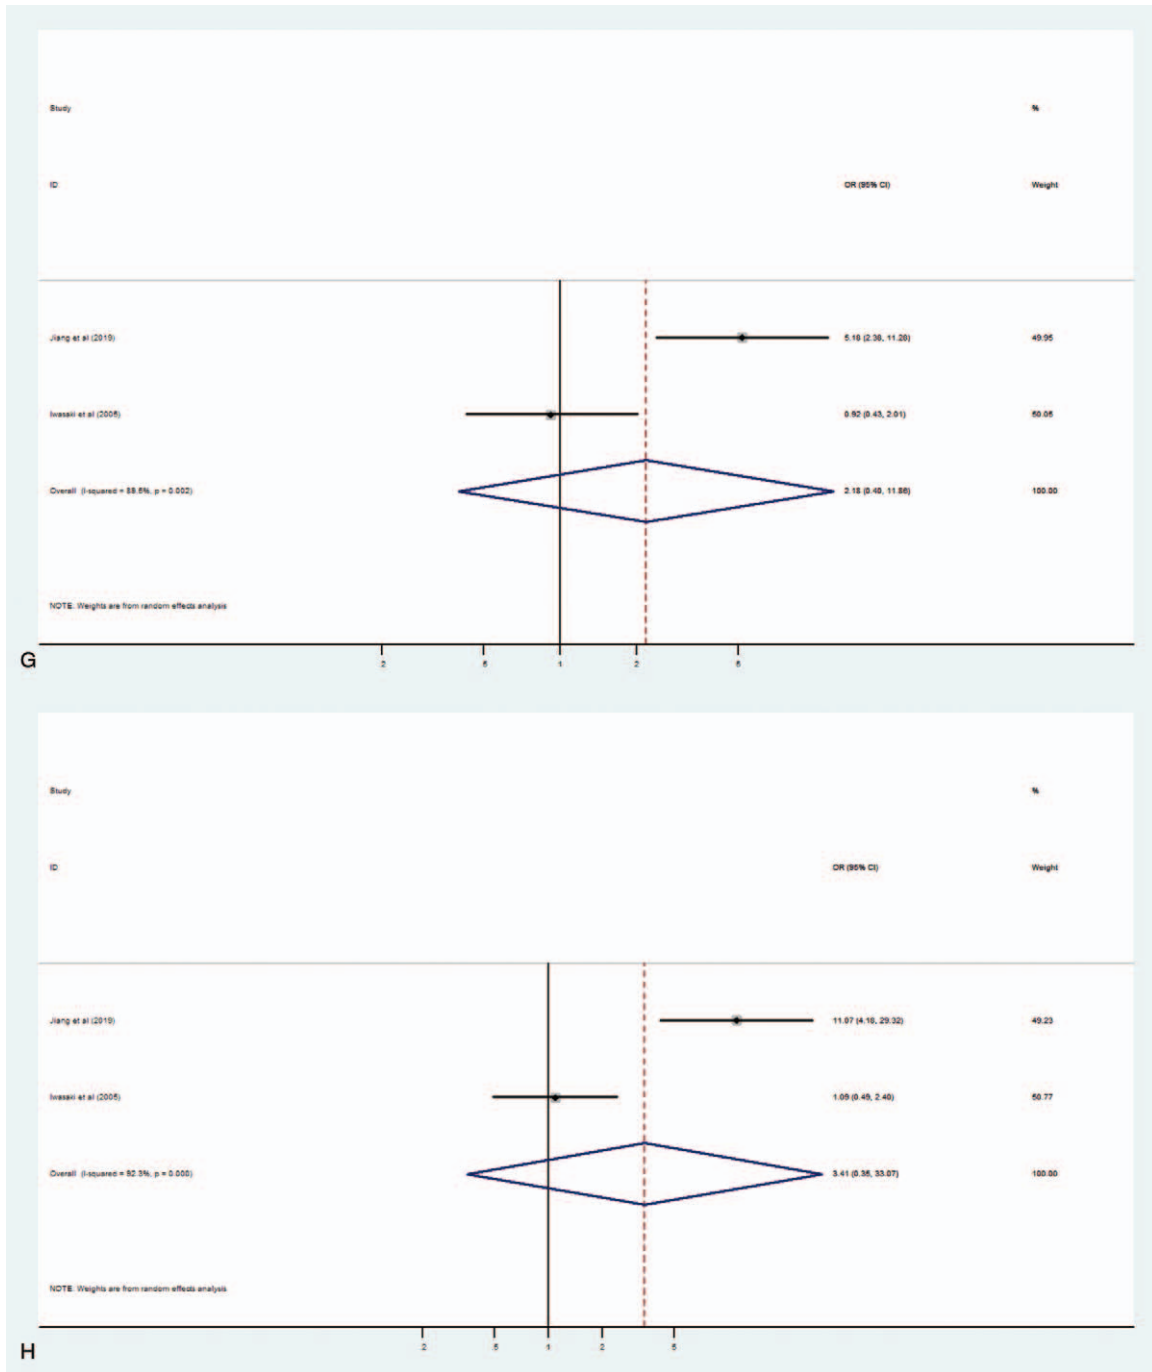 Study %
ID OR (95% CI) Weight
Jiang et al (2019) 5.16 (2.38, 11.20) 49.95
Iwasaki et al (2005) 0.92 (0.43, 2.01) 50.05
Overall (I-squared = 89.6%, p = 0.002) 2.18 (0.40, 11.86) 100.00
NOTE: Weights are from random effects analysis
.2 .5 1 2 5
G
Study %
ID OR (95% CI) Weight
Jiang et al (2019) 11.07 (4.18, 29.32) 49.23
Iwasaki et al (2005) 1.09 (0.49, 2.40) 50.77
Overall (I-squared = 92.3%, p = 0.000) 3.41 (0.35, 33.07) 100.00
NOTE: Weights are from random effects analysis
.2 .5 1 2 5
H